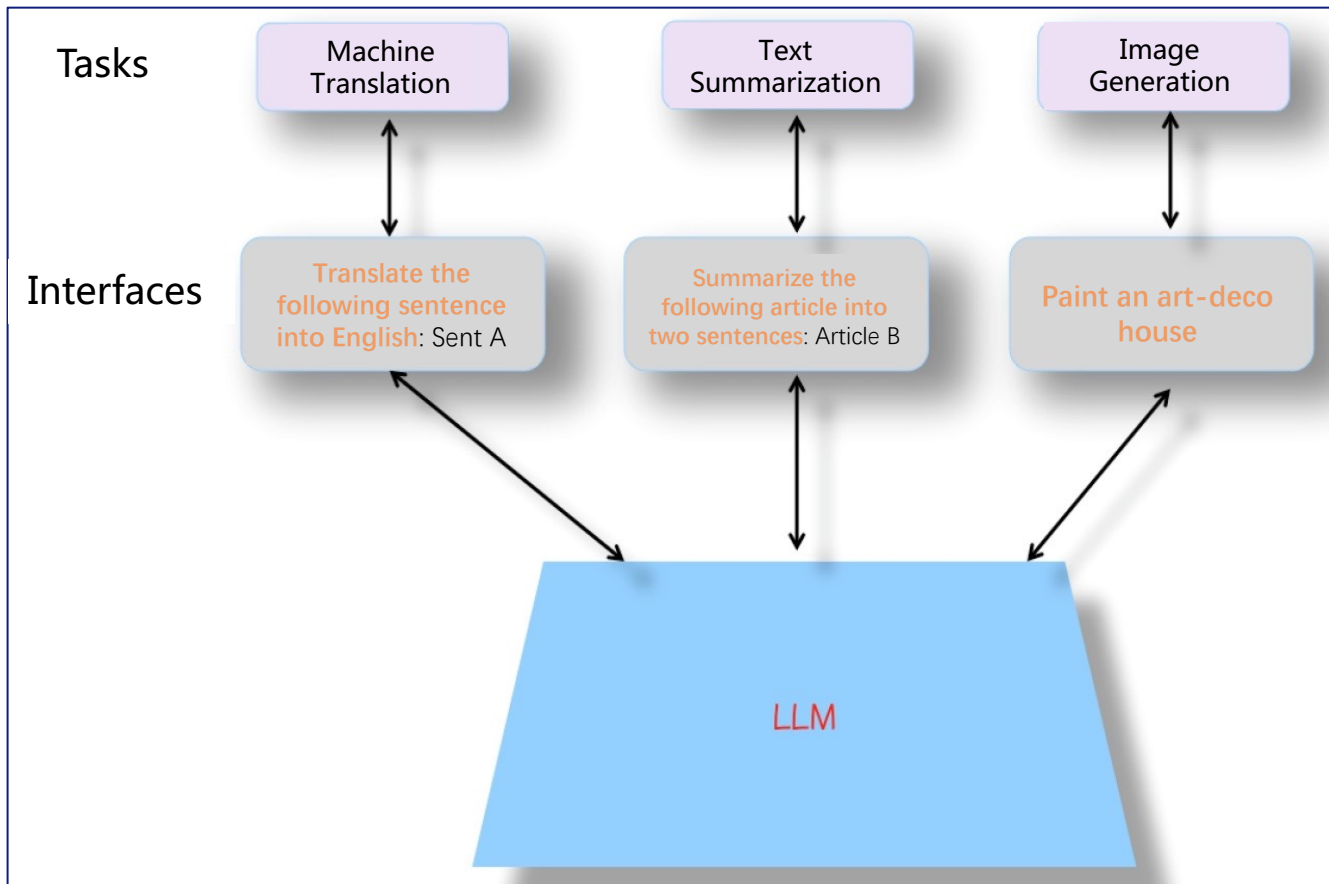 Tasks
Machine
Translation
Text
Summarization
Image
Generation
Interfaces
Translate the
following sentence
into English: Sent A
Summarize the
following article into
two sentences: Article B
Paint an art-deco
house
LLM